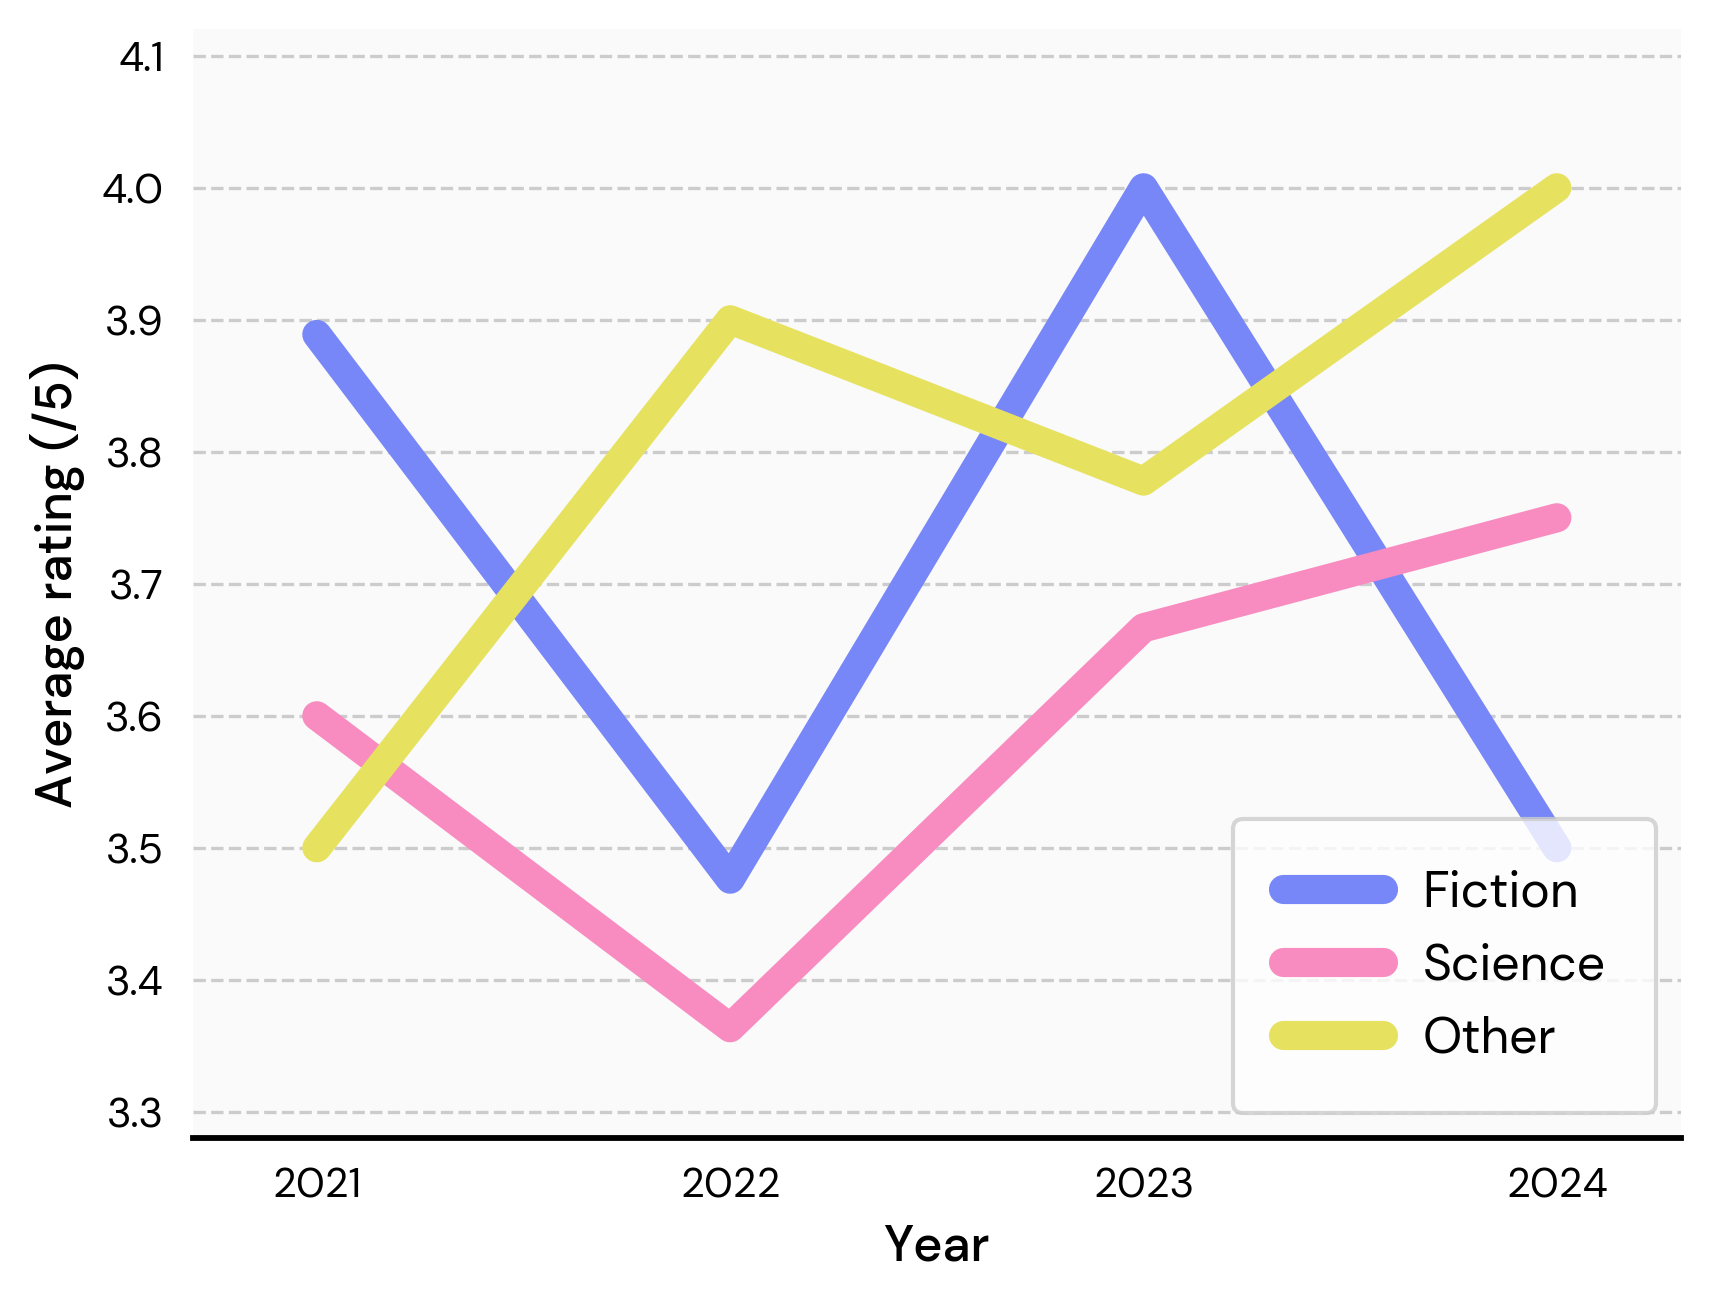 4.1
4.0
3.9
3.8
3.7
3.6
3.5
3.4
3.3
Average rating (/5)
Fiction
Science
Other
2021 2022 2023 2024
Year